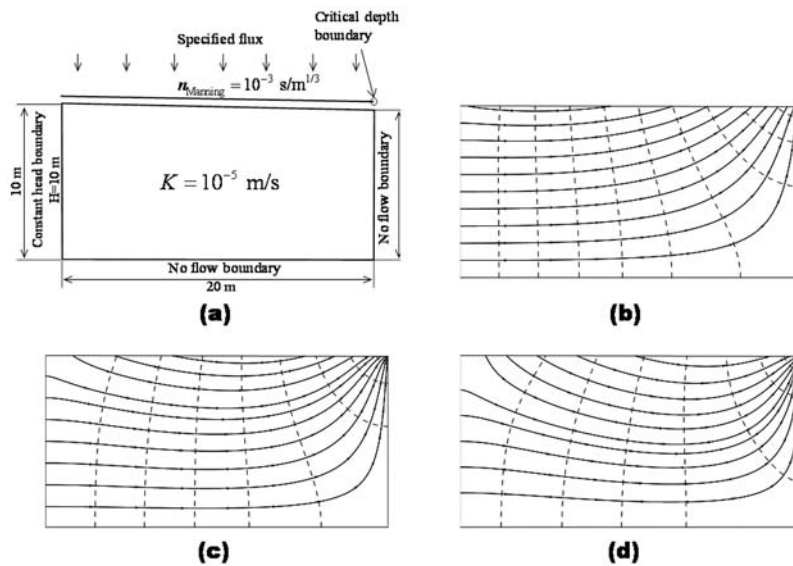 Critical depth
boundary
Specified flux
n_Manning = 10^-3 s/m^1/3
10 m
Constant head boundary
H=10 m
K = 10^-5 m/s
No flow boundary
No flow boundary
20 m
(a)
(b)
(c)
(d)